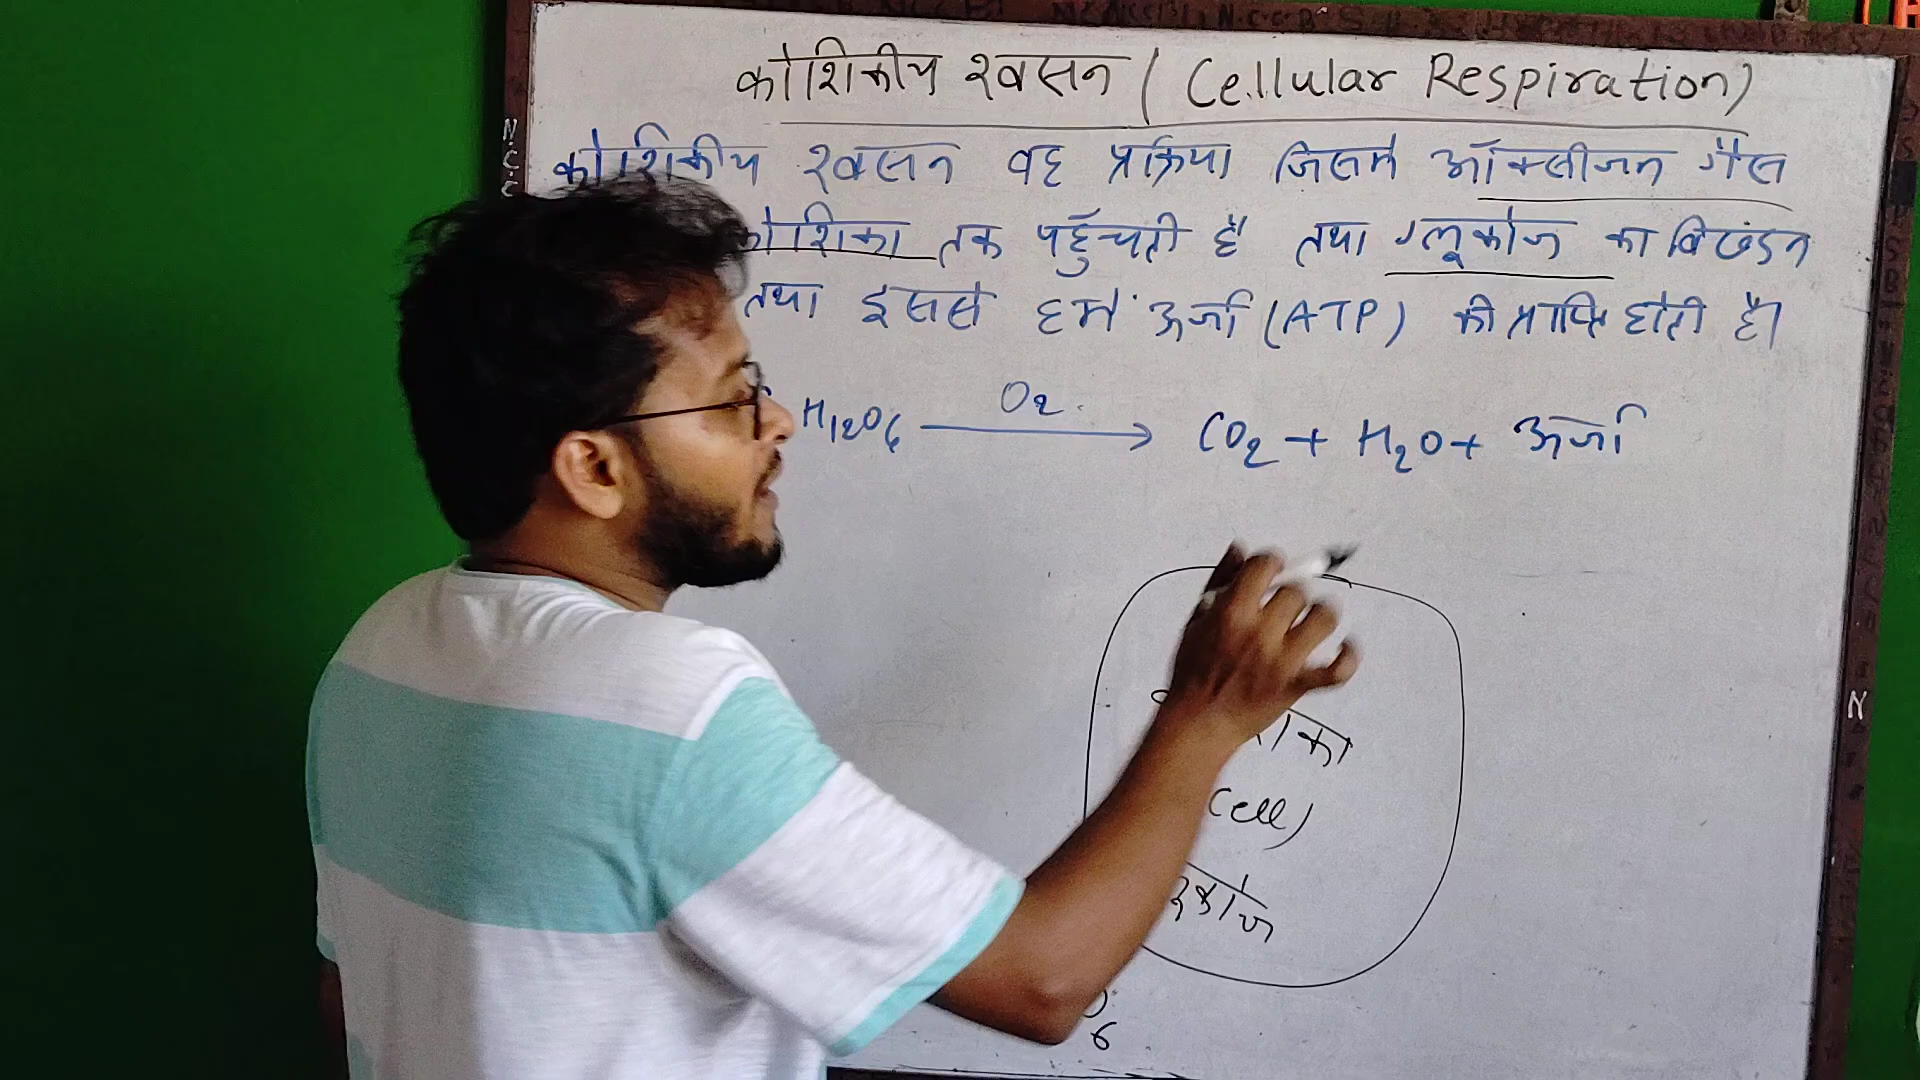 कोशिकीय श्वसन (Cellular Respiration)
कोशिकीय श्वसन वह प्रक्रिया जिसमें ऑक्सीजन गैस
कोशिका तक पहुँचती है तथा ग्लूकोज का विखंडन
तथा इससे हमें ऊर्जा (ATP) की प्राप्ति होती है।
H12O6 O2 → CO2 + H2O + ऊर्जा
Cell)
6
N
C
C
N